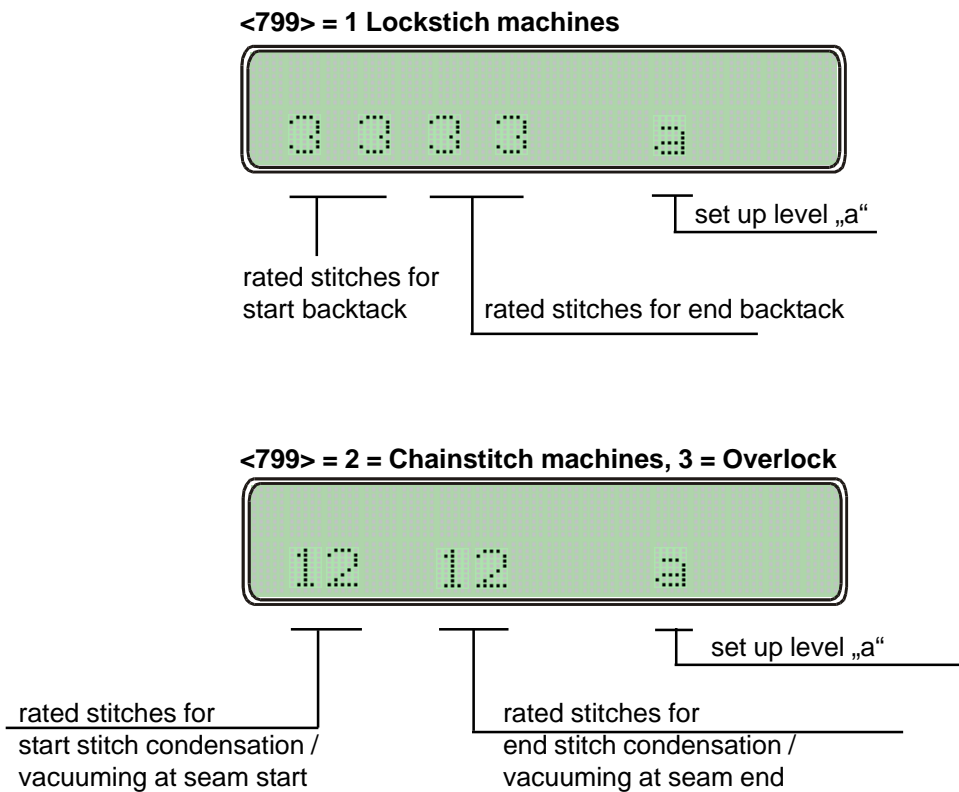 <799> = 1 Lockstich machines
3 3 3 3 a
set up level „a“
rated stitches for
start backtack
rated stitches for end backtack
<799> = 2 = Chainstitch machines, 3 = Overlock
12 12 a
set up level „a“
rated stitches for
start stitch condensation /
vacuuming at seam start
rated stitches for
end stitch condensation /
vacuuming at seam end